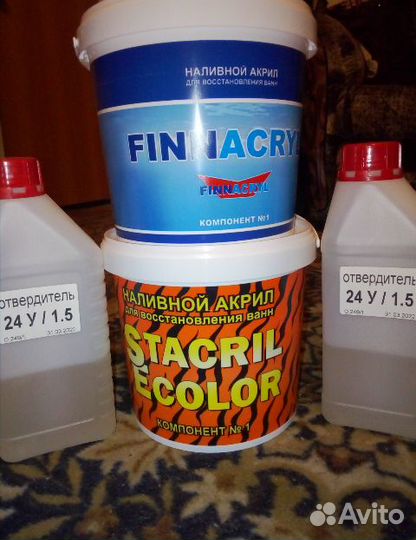 НАЛИВНОЙ АКРИЛ
ДЛЯ ВОССТАНОВЛЕНИЯ ВАНН
FINNACRYL
FINNACRYL
КОМПОНЕНТ №1
НАЛИВНОЙ АКРИЛ
для восстановления ванн
STACRIL
ECOLOR
КОМПОНЕНТ №1
отвердитель
24 У / 1.5
отвердитель
24 У / 1.5
Avito